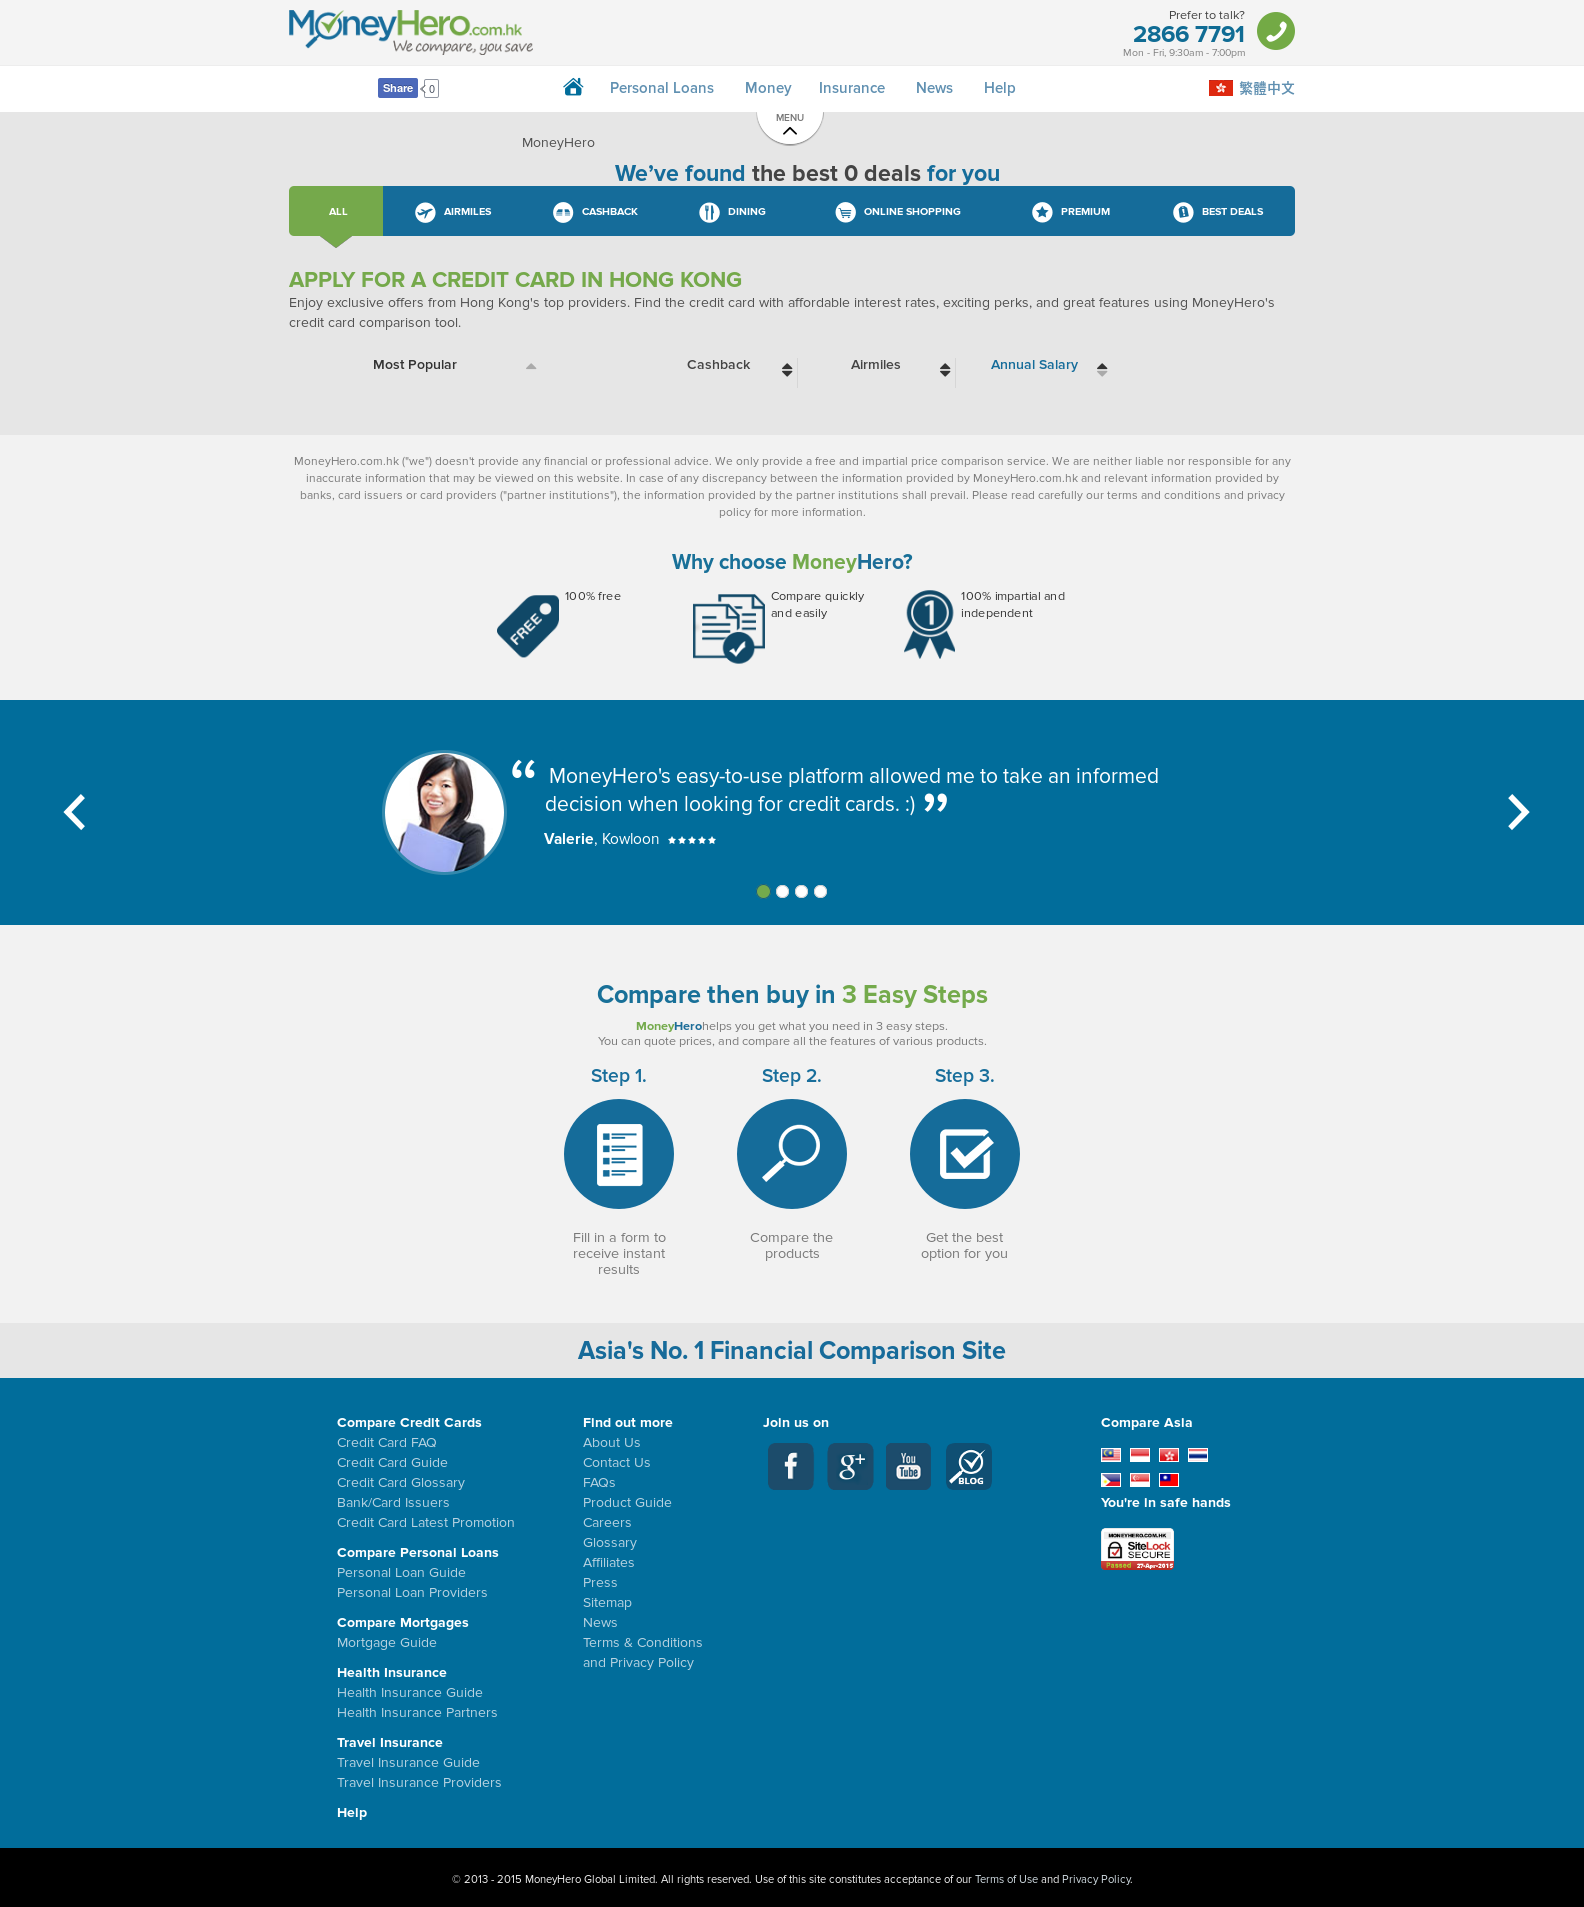 MoneyHero.com.hk
We compare, you save
Prefer to talk?
2866 7791
Mon - Fri, 9:30am - 7:00pm
Share 0
Personal Loans Money Insurance News Help
繁體中文
MENU
MoneyHero
We've found the best 0 deals for you
ALL AIRMILES CASHBACK DINING ONLINE SHOPPING PREMIUM BEST DEALS
APPLY FOR A CREDIT CARD IN HONG KONG
Enjoy exclusive offers from Hong Kong's top providers. Find the credit card with affordable interest rates, exciting perks, and great features using MoneyHero's
credit card comparison tool.
Most Popular Cashback Airmiles Annual Salary
MoneyHero.com.hk ("we") doesn't provide any financial or professional advice. We only provide a free and impartial price comparison service. We are neither liable nor responsible for any
inaccurate information that may be viewed on this website. In case of any discrepancy between the information provided by MoneyHero.com.hk and relevant information provided by
banks, card issuers or card providers ("partner institutions"), the information provided by the partner institutions shall prevail. Please read carefully our terms and conditions and privacy
policy for more information.
Why choose MoneyHero?
FREE
100% free
Compare quickly
and easily
1
100% impartial and
independent
“ MoneyHero's easy-to-use platform allowed me to take an informed
decision when looking for credit cards. :) ”
Valerie, Kowloon ★★★★★
Compare then buy in 3 Easy Steps
MoneyHerohelps you get what you need in 3 easy steps.
You can quote prices, and compare all the features of various products.
Step 1. Step 2. Step 3.
Fill in a form to
receive instant
results
Compare the
products
Get the best
option for you
Asia's No. 1 Financial Comparison Site
Compare Credit Cards
Credit Card FAQ
Credit Card Guide
Credit Card Glossary
Bank/Card Issuers
Credit Card Latest Promotion
Compare Personal Loans
Personal Loan Guide
Personal Loan Providers
Compare Mortgages
Mortgage Guide
Health Insurance
Health Insurance Guide
Health Insurance Partners
Travel Insurance
Travel Insurance Guide
Travel Insurance Providers
Help
Find out more
About Us
Contact Us
FAQs
Product Guide
Careers
Glossary
Affiliates
Press
Sitemap
News
Terms & Conditions
and Privacy Policy
Join us on
f g+ You Tube BLOG
Compare Asia
You're in safe hands
MONEYHERO.COM.HK
SiteLock
SECURE
Passed 27-Apr-2015
© 2013 - 2015 MoneyHero Global Limited. All rights reserved. Use of this site constitutes acceptance of our Terms of Use and Privacy Policy.